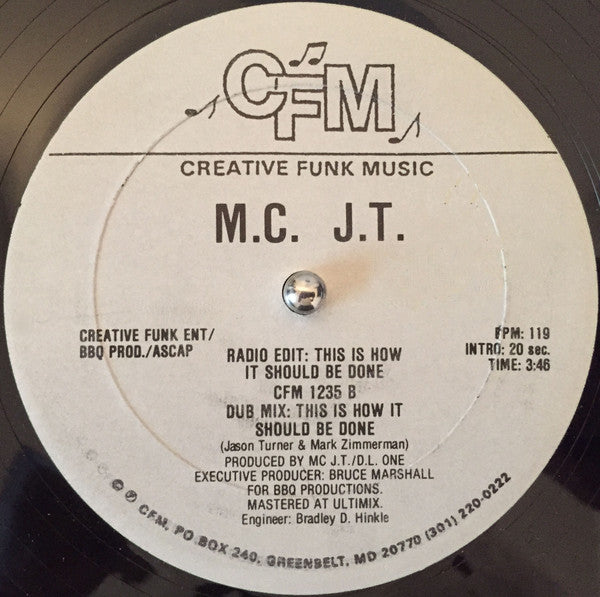 CFM
CREATIVE FUNK MUSIC
M.C. J.T.
CREATIVE FUNK ENT/
BBQ PROD./ASCAP
PPM: 119
INTRO: 20 sec.
TIME: 3:46
RADIO EDIT: THIS IS HOW
IT SHOULD BE DONE
CFM 1235 B
DUB MIX: THIS IS HOW IT
SHOULD BE DONE
(Jason Turner & Mark Zimmerman)
PRODUCED BY MC J.T./D.L. ONE
EXECUTIVE PRODUCER: BRUCE MARSHALL
FOR BBQ PRODUCTIONS.
MASTERED AT ULTIMIX.
Engineer: Bradley D. Hinkle
© ℗ CFM, PO BOX 240, GREENBELT, MD 20770 (301) 220-0222